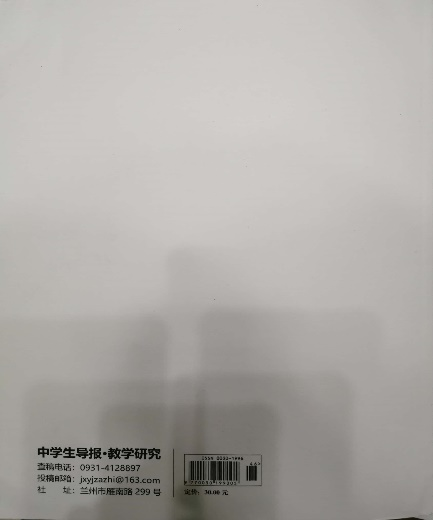 中学生导报·教学研究
查稿电话：0931-4128897
投稿邮箱：jxyjzazhi@163.com
社　　址：兰州市雁南路 299 号
定价：30.00 元